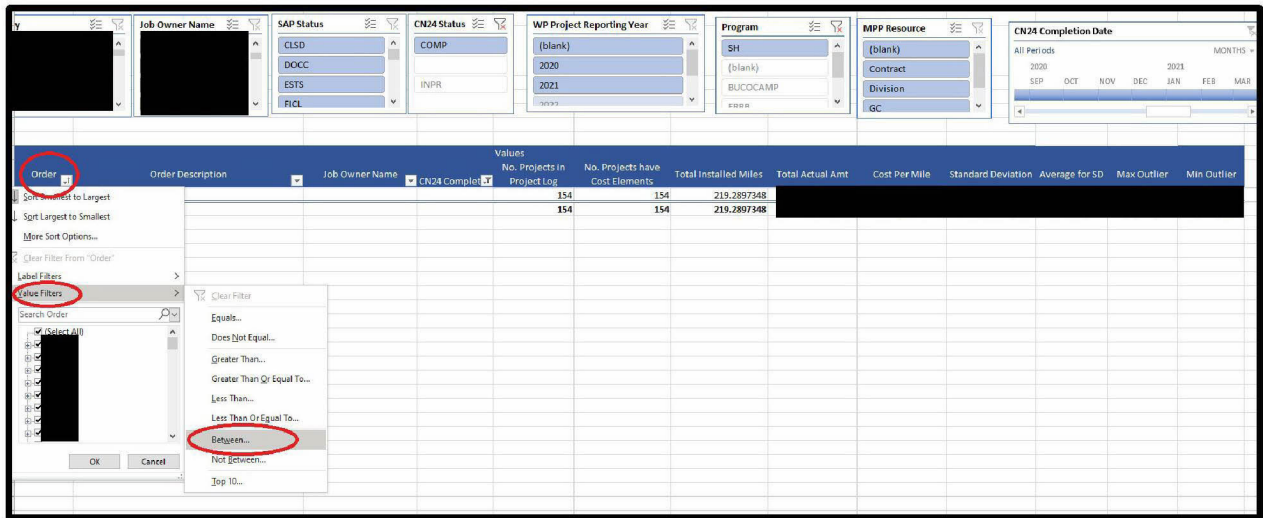 y
Job Owner Name
SAP Status
CLSD
DOCC
ESTS
FICL
CN24 Status
COMP
INPR
WP Project Reporting Year
(blank)
2020
2021
2022
Program
SH
(blank)
BUCOCAMP
MPP Resource
(blank)
Contract
Division
GC
CN24 Completion Date
All Periods MONTHS
2020 2021
SEP OCT NOV DEC JAN FEB MAR
Values
Order Order Description Job Owner Name CN24 Complet No. Projects in Project Log No. Projects have Cost Elements Total Installed Miles Total Actual Amt Cost Per Mile Standard Deviation Average for SD Max Outlier Min Outlier
154 154 219.2897348
154 154 219.2897348
Sort Smallest to Largest
Sort Largest to Smallest
More Sort Options...
Clear Filter From "Order"
Label Filters
Value Filters
Search Order
(Select All)
OK Cancel
Clear Filter
Equals...
Does Not Equal...
Greater Than...
Greater Than Or Equal To...
Less Than...
Less Than Or Equal To...
Between...
Not Between...
Top 10...